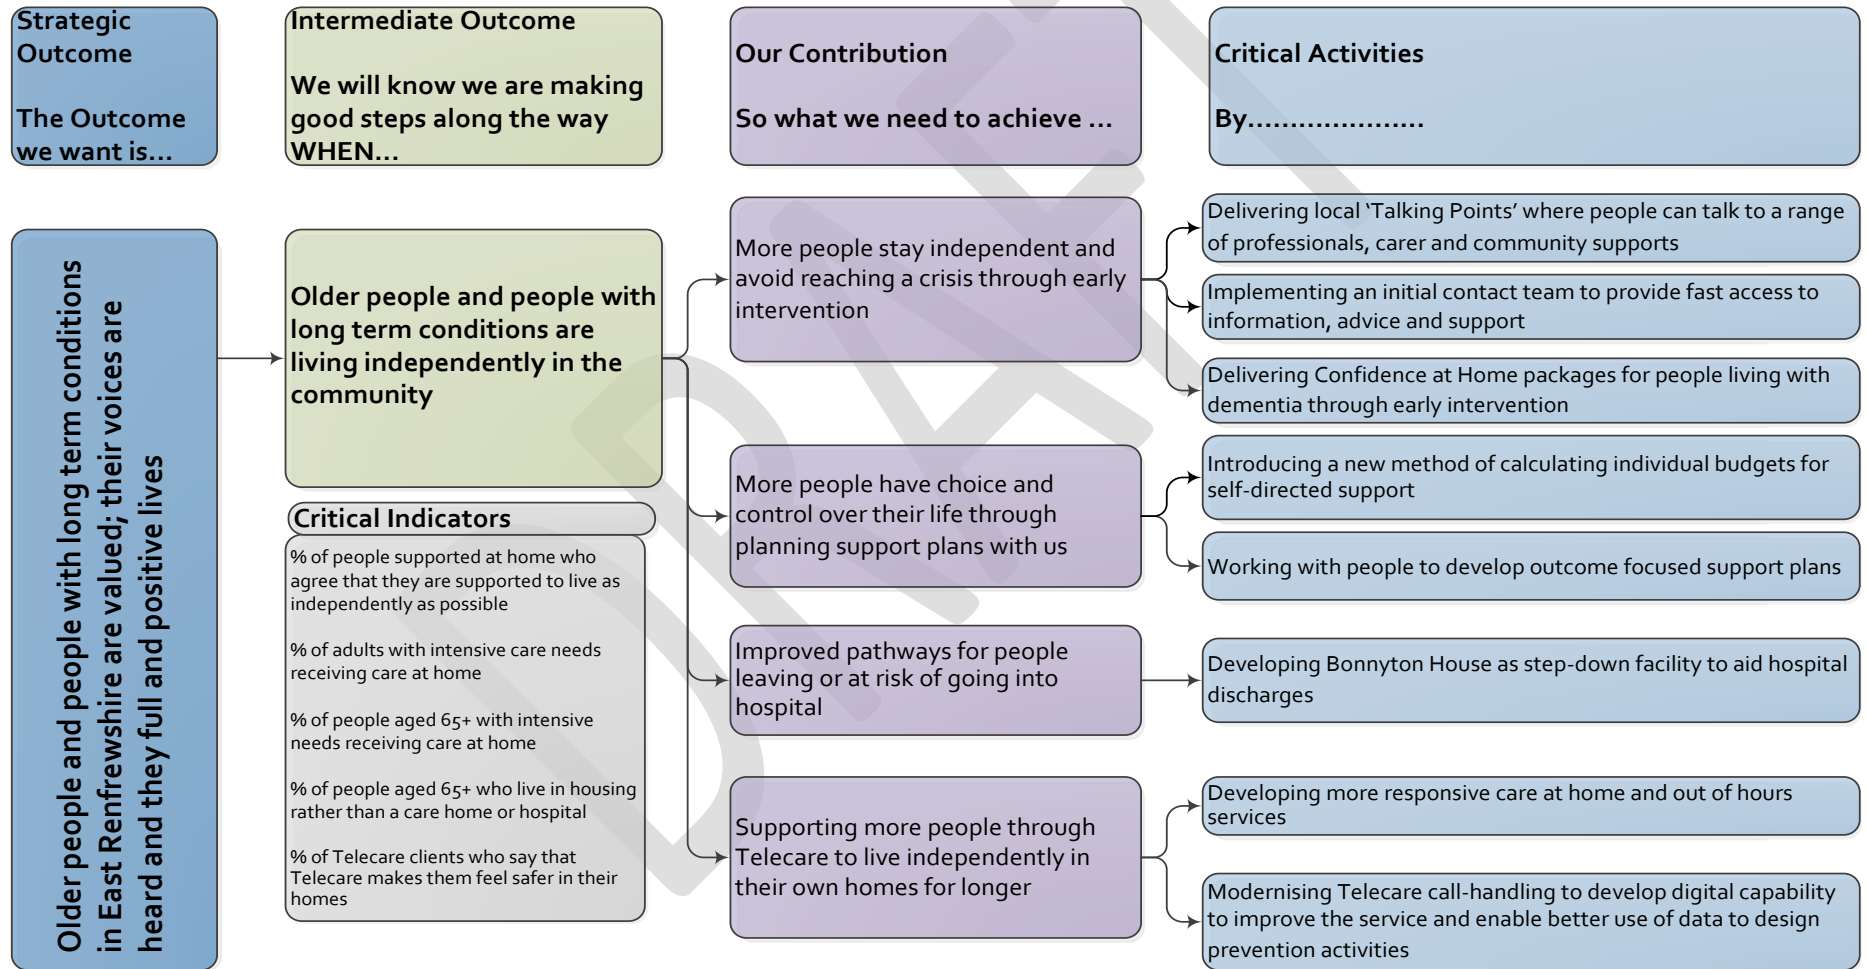 Strategic
Outcome
The Outcome
we want is...
Intermediate Outcome
We will know we are making
good steps along the way
WHEN...
Our Contribution
So what we need to achieve ...
Critical Activities
By.....................
Older people and people with long term conditions
in East Renfrewshire are valued; their voices are
heard and they full and positive lives
Older people and people with
long term conditions are
living independently in the
community
Critical Indicators
% of people supported at home who
agree that they are supported to live as
independently as possible
% of adults with intensive care needs
receiving care at home
% of people aged 65+ with intensive
needs receiving care at home
% of people aged 65+ who live in housing
rather than a care home or hospital
% of Telecare clients who say that
Telecare makes them feel safer in their
homes
More people stay independent and
avoid reaching a crisis through early
intervention
More people have choice and
control over their life through
planning support plans with us
Improved pathways for people
leaving or at risk of going into
hospital
Supporting more people through
Telecare to live independently in
their own homes for longer
Delivering local ‘Talking Points’ where people can talk to a range
of professionals, carer and community supports
Implementing an initial contact team to provide fast access to
information, advice and support
Delivering Confidence at Home packages for people living with
dementia through early intervention
Introducing a new method of calculating individual budgets for
self-directed support
Working with people to develop outcome focused support plans
Developing Bonnyton House as step-down facility to aid hospital
discharges
Developing more responsive care at home and out of hours
services
Modernising Telecare call-handling to develop digital capability
to improve the service and enable better use of data to design
prevention activities
DRAFT